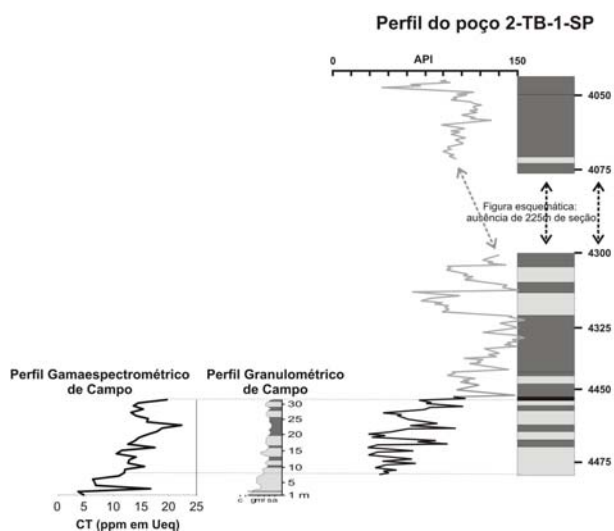 Perfil do poço 2-TB-1-SP
0 API 150
4050
4075
Figura esquemática:
ausência de 225m de seção
4300
4325
4450
4475
Perfil Gamaespectrométrico
de Campo
Perfil Granulométrico
de Campo
30
25
20
15
10
5
1 m
0 5 10 15 20 25
CT (ppm em Ueq)